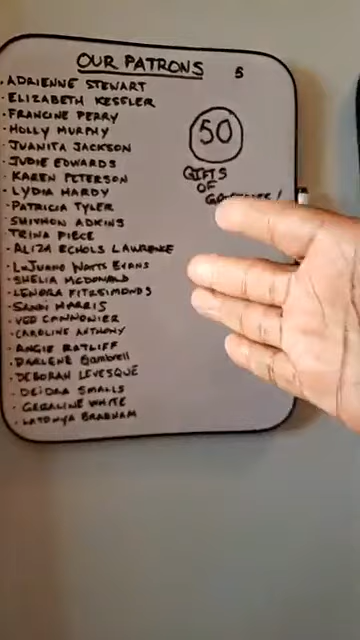 OUR PATRONS
5
· ADRIENNE STEWART
· ELIZABETH KESSLER
· FRANCINE PERRY
· HOLLY MURPHY
· JUANITA JACKSON
· JUDIE EDWARDS
· KAREN PETERSON
· LYDIA HARDY
· PATRICIA TYLER
· SHIVHON ADKINS
· TRINA PIECE
· ALIZA ECHOLS LAWRENCE
· LUJUANO WATTS EVANS
· SHELIA MCDONALD
· LENORA FITZSIMONDS
· SANDI HARRIS
· VEO CANNONIER
· CAROLINE ANTHONY
· ANGIE RATLIFF
· DARLENE Gambrell
· DEBORAH LEVESQUE
· DEIDRA SMALLS
· GERALINE WHITE
· LATONYA BRABHAM
50
GIFTS
OF